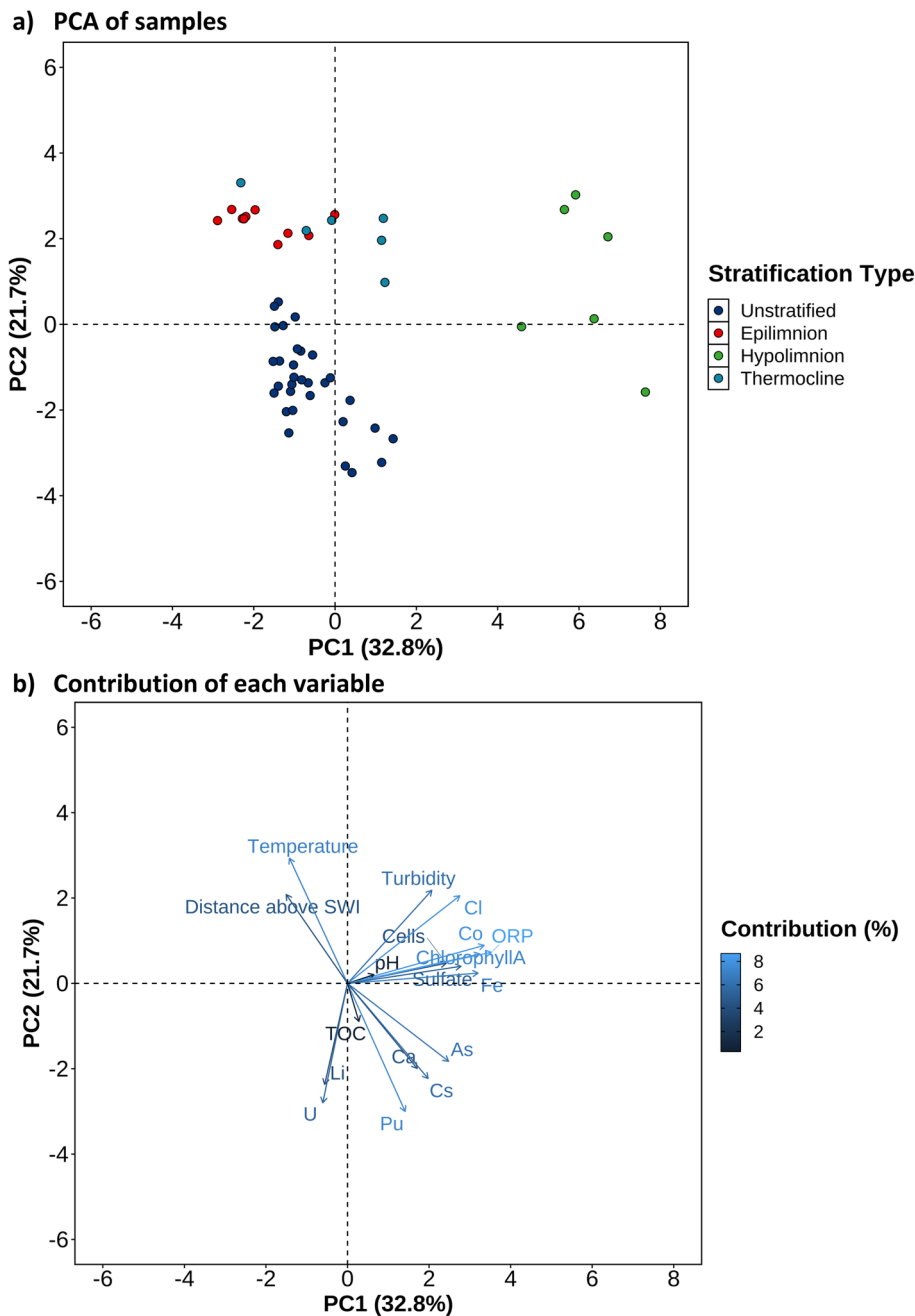 a) PCA of samples
6
4
2
0
-2
-4
-6
PC2 (21.7%)
-6 -4 -2 0 2 4 6 8
PC1 (32.8%)
Stratification Type
Unstratified
Epilimnion
Hypolimnion
Thermocline
b) Contribution of each variable
6
4
2
0
-2
-4
-6
PC2 (21.7%)
Temperature
Turbidity
Distance above SWI
Cl
Co ORP
Cells
ChlorophyllA
pH
Sulfate Fe
TOC
As
Ca
Li
Cs
U
Pu
-6 -4 -2 0 2 4 6 8
PC1 (32.8%)
Contribution (%)
8
6
4
2